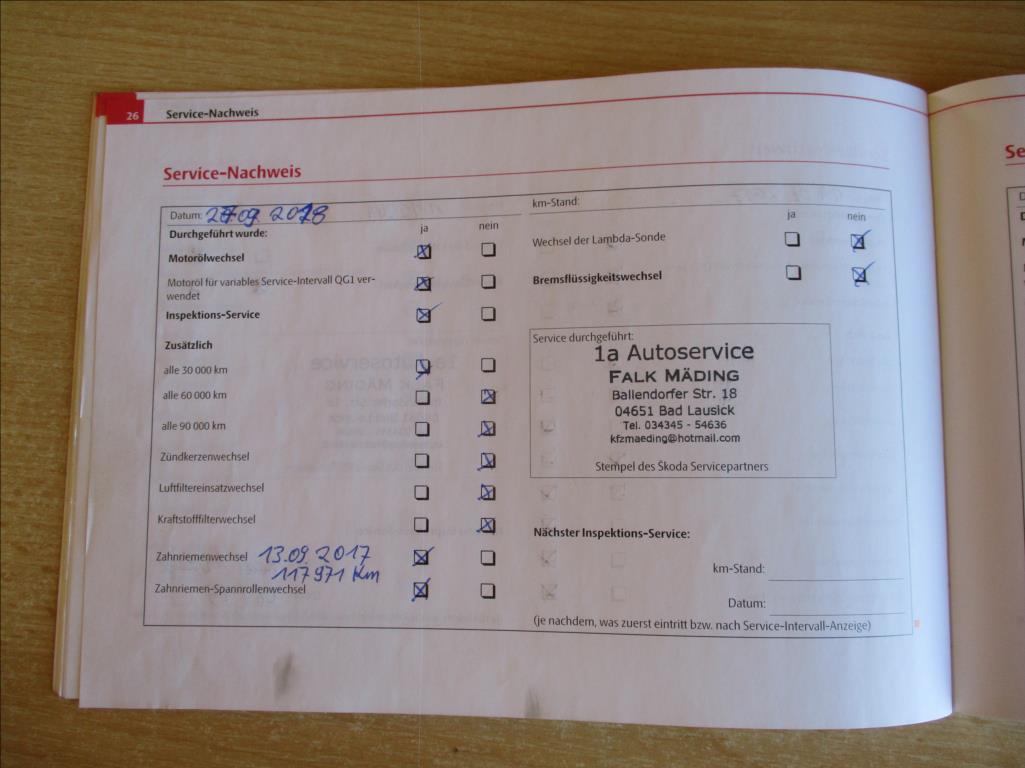 26 Service-Nachweis
Service-Nachweis
Datum: 27.09.2018
ja nein
Durchgeführt wurde:
Motorölwechsel
Motoröl für variables Service-Intervall QG1 ver-
wendet
Inspektions-Service
Zusätzlich
alle 30 000 km
alle 60 000 km
alle 90 000 km
Zündkerzenwechsel
Luftfiltereinsatzwechsel
Kraftstofffilterwechsel
Zahnriemenwechsel 13.09.2017
117971 Km
Zahnriemen-Spannrollenwechsel
km-Stand:
ja nein
Wechsel der Lambda-Sonde
Bremsflüssigkeitswechsel
Service durchgeführt:
1a Autoservice
FALK MÄDING
Ballendorfer Str. 18
04651 Bad Lausick
Tel. 034345 - 54636
kfzmaeding@hotmail.com
Stempel des Škoda Servicepartners
Nächster Inspektions-Service:
km-Stand:
Datum:
(je nachdem, was zuerst eintritt bzw. nach Service-Intervall-Anzeige)
Se